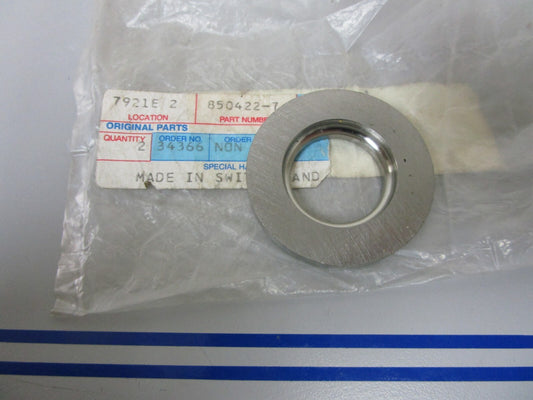 7921E 2 850422-7
LOCATION PART NUMBER
ORIGINAL PARTS
QUANTITY ORDER NO. ORDER
2 34366 NON
SPECIAL HA
MADE IN SWI AND